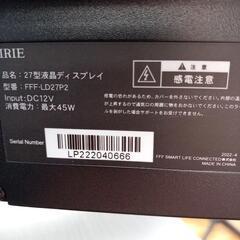 IRIE
品名：27型液晶ディスプレイ
型番：FFF-LD27P2
Input：DC12V
消費電力：最大45W
注意
感電注意
Serial Number
LP222040666
2022.4
FFF SMART LIFE CONNECTED株式会社
MADE IN CHINA